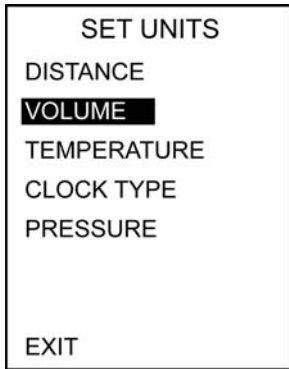 SET UNITS
DISTANCE
VOLUME
TEMPERATURE
CLOCK TYPE
PRESSURE
EXIT